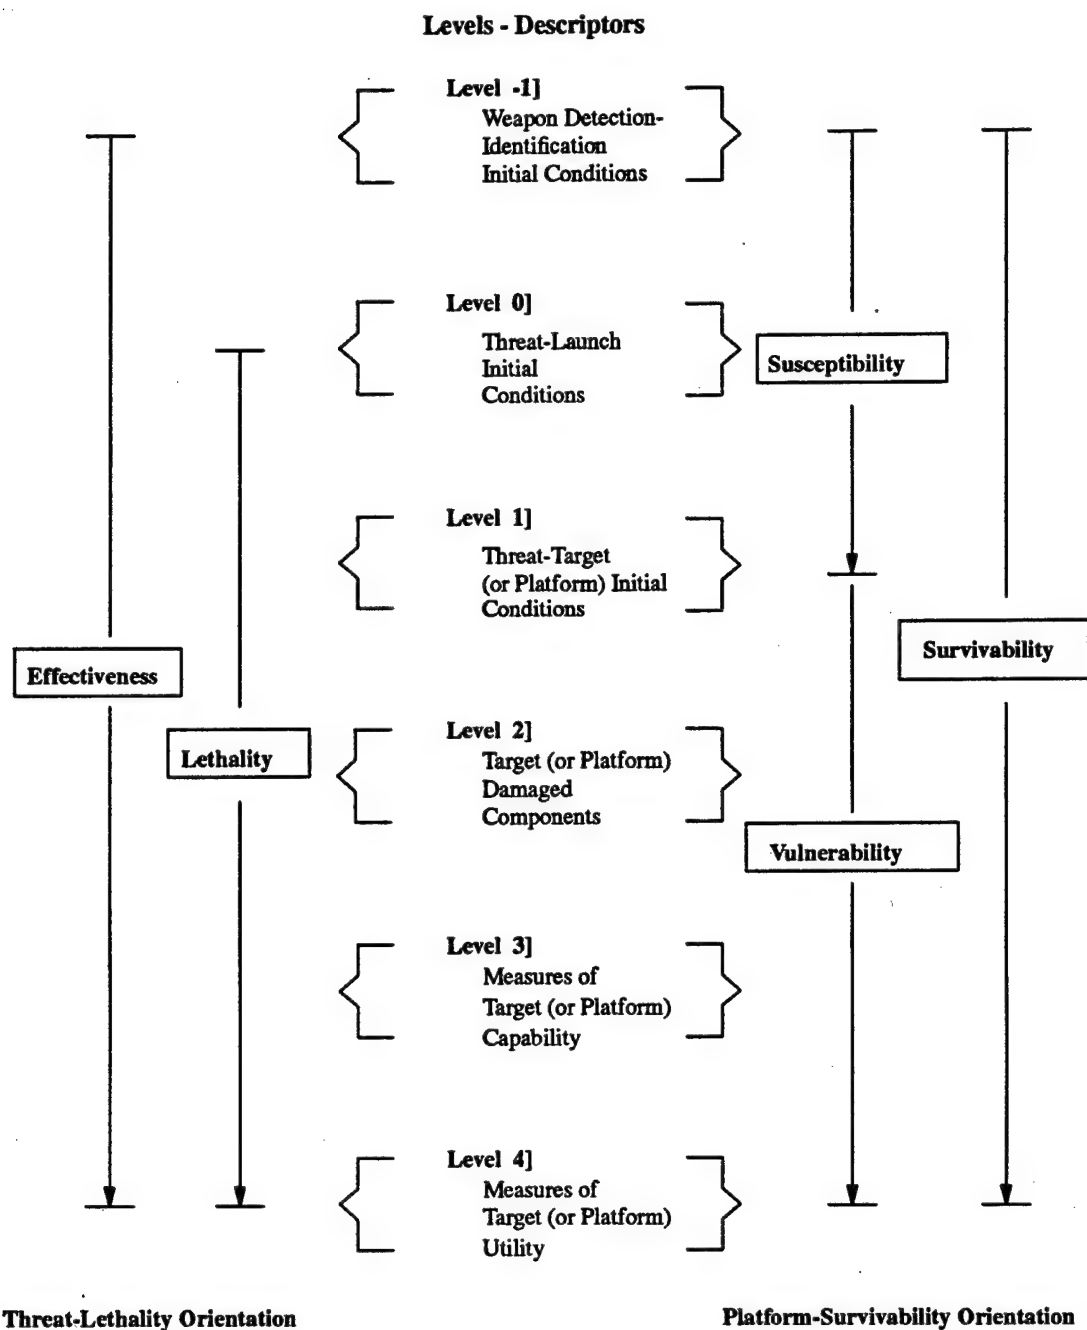 Levels - Descriptors
Level -1]
Weapon Detection-
Identification
Initial Conditions
Level 0]
Threat-Launch
Initial
Conditions
Susceptibility
Level 1]
Threat-Target
(or Platform) Initial
Conditions
Effectiveness
Survivability
Lethality
Level 2]
Target (or Platform)
Damaged
Components
Vulnerability
Level 3]
Measures of
Target (or Platform)
Capability
Level 4]
Measures of
Target (or Platform)
Utility
Threat-Lethality Orientation
Platform-Survivability Orientation